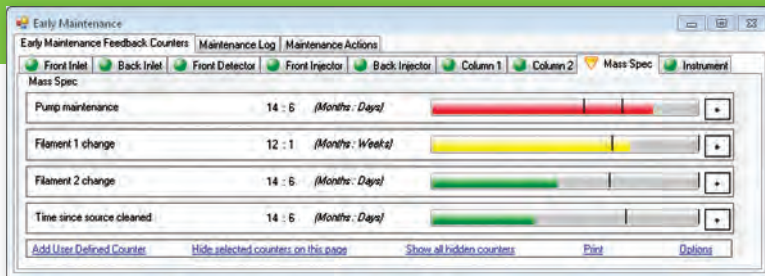 Early Maintenance
Early Maintenance Feedback Counters Maintenance Log Maintenance Actions
Front Inlet Back Inlet Front Detector Front Injector Back Injector Column 1 Column 2 Mass Spec Instrument
Mass Spec
Pump maintenance 14 : 6 (Months : Days)
Filament 1 change 12 : 1 (Months : Weeks)
Filament 2 change 14 : 6 (Months : Days)
Time since source cleaned 14 : 6 (Months : Days)
Add User Defined Counter Hide selected counters on this page Show all hidden counters Print Options